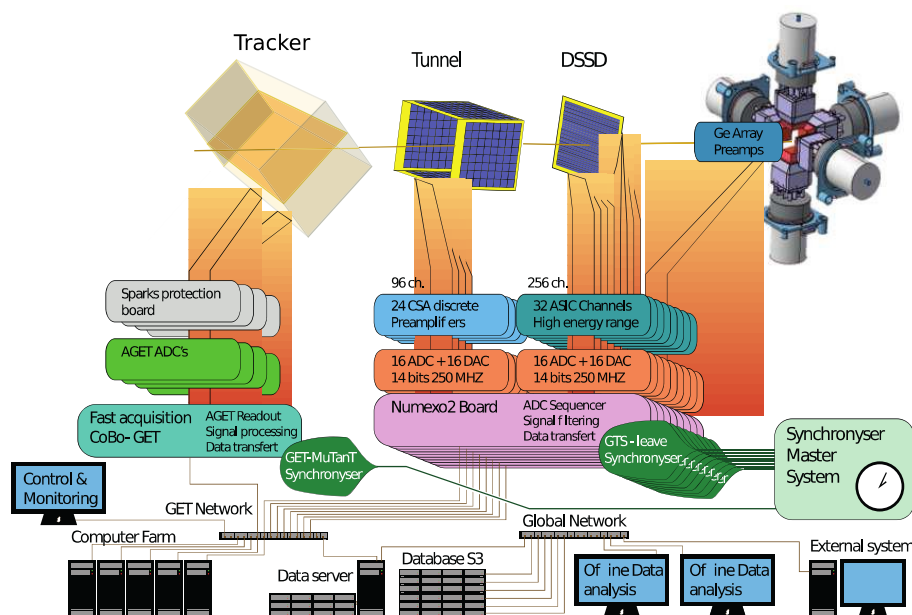 Tracker
Tunnel
DSSD
Ge Array
Preamps
96 ch.
256 ch.
Sparks protection
board
24 CSA discrete
Preamplif ers
32 ASIC Channels
High energy range
AGET ADC's
16 ADC + 16 DAC
14 bits 250 MHZ
16 ADC + 16 DAC
14 bits 250 MHZ
Fast acquisition
CoBo- GET
AGET Readout
Signal processing
Data transfert
Numexo2 Board
ADC Sequencer
Signal f ltering
Data transfert
GET-MuTanT
Synchronyser
GTS - leave
Synchronyser
Synchronyser
Master
System
Control &
Monitoring
GET Network
Global Network
Computer Farm
Data server
Database S3
External system
Of ine Data
analysis
Of ine Data
analysis